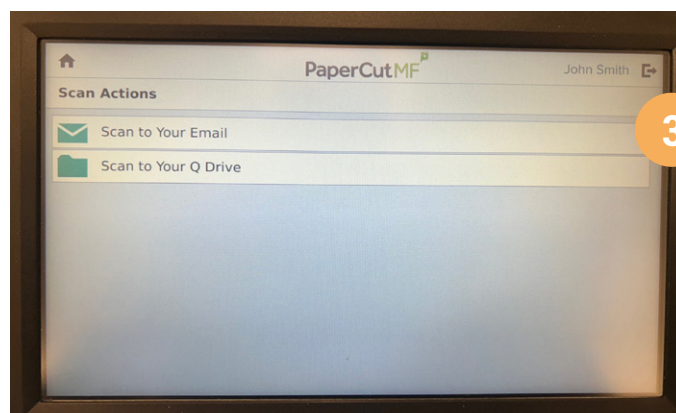 PaperCutMF
John Smith
Scan Actions
3
Scan to Your Email
Scan to Your Q Drive